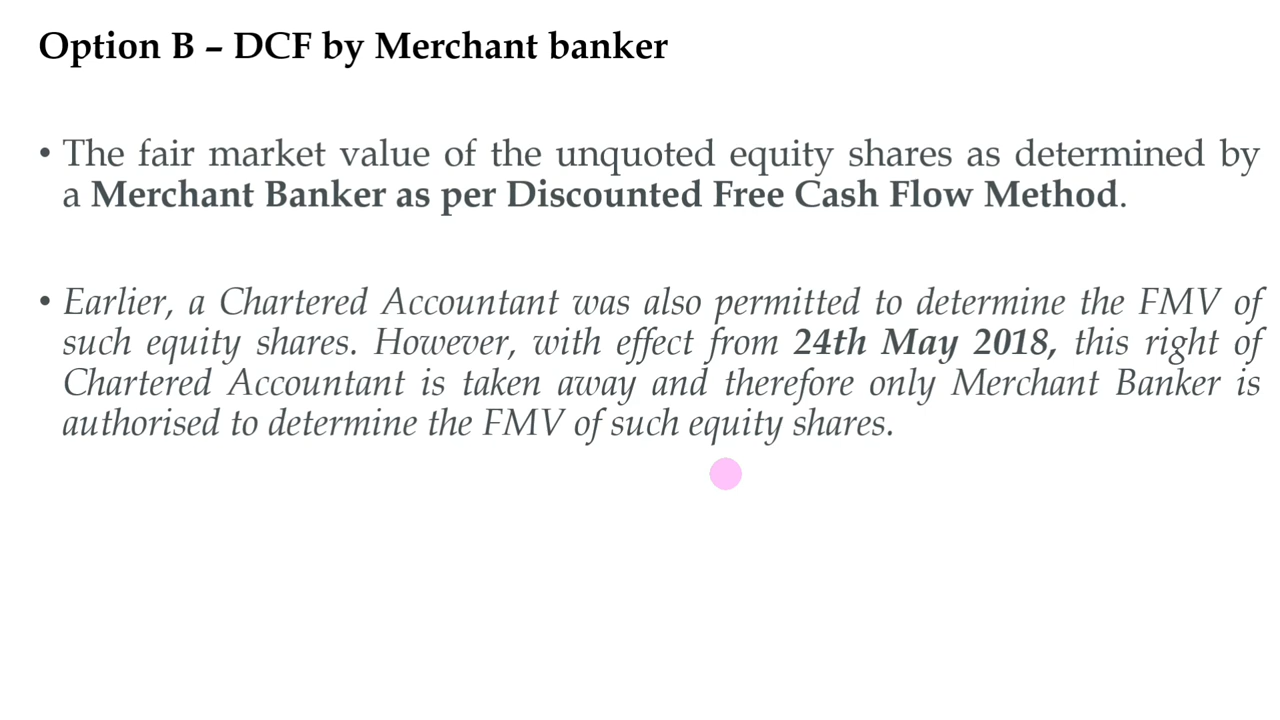 Option B – DCF by Merchant banker
• The fair market value of the unquoted equity shares as determined by
a Merchant Banker as per Discounted Free Cash Flow Method.
• Earlier, a Chartered Accountant was also permitted to determine the FMV of
such equity shares. However, with effect from 24th May 2018, this right of
Chartered Accountant is taken away and therefore only Merchant Banker is
authorised to determine the FMV of such equity shares.